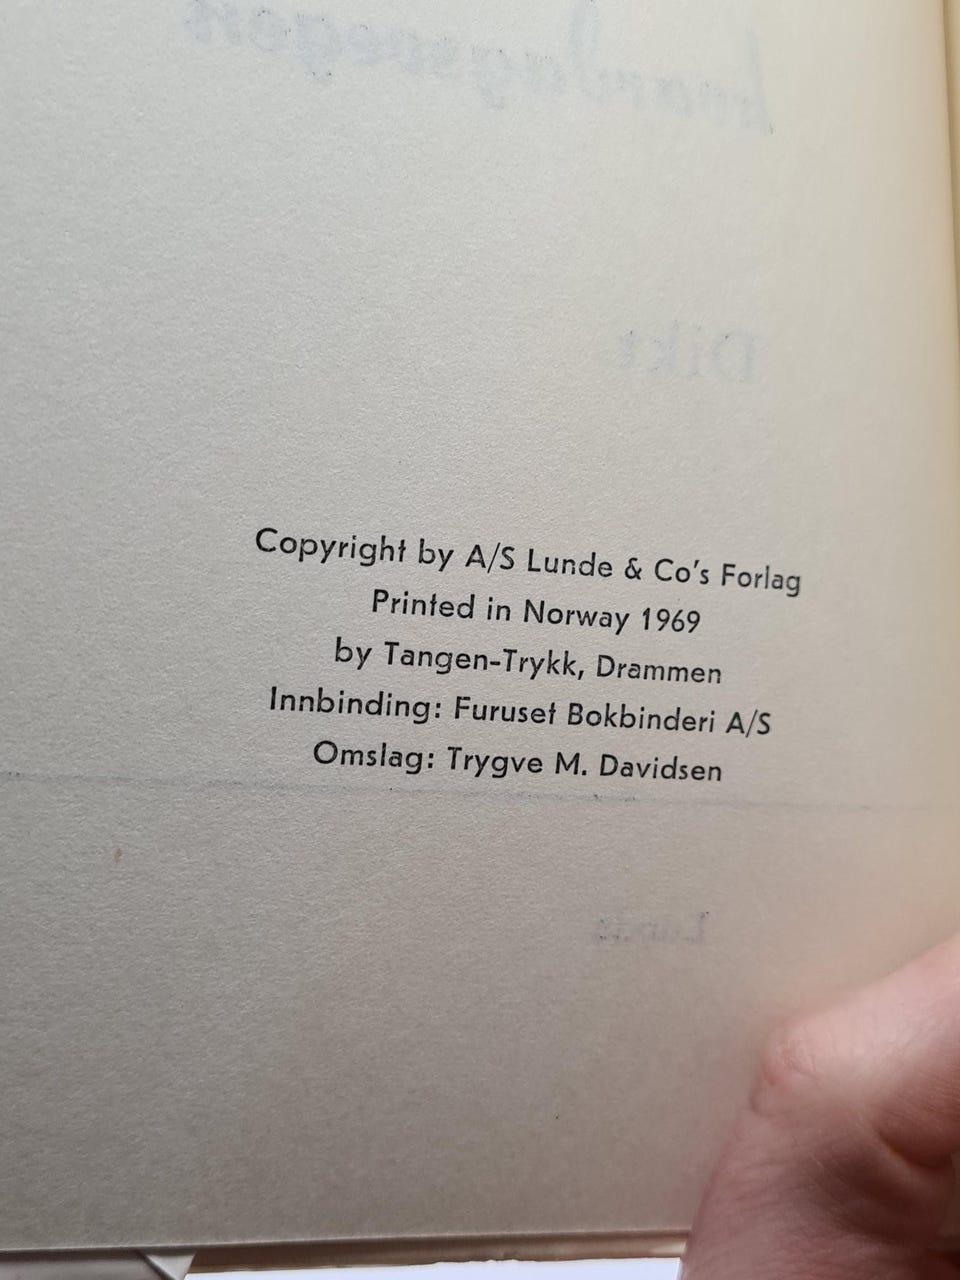 Dikt
Copyright by A/S Lunde & Co's Forlag
Printed in Norway 1969
by Tangen-Trykk, Drammen
Innbinding: Furuset Bokbinderi A/S
Omslag: Trygve M. Davidsen